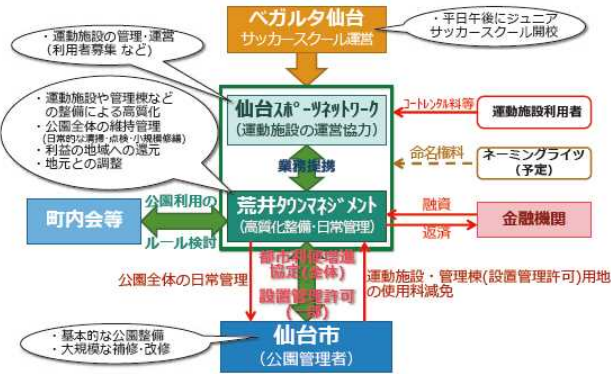 ベガルタ仙台
サッカースクール運営
・平日午後にジュニア
サッカースクール開校
・運動施設の管理・運営
(利用者募集 など)
仙台スポーツネットワーク
(運動施設の運営協力)
コートレンタル料等
運動施設利用者
・運動施設や管理棟など
の整備による高質化
・公園全体の維持管理
(日常的な清掃・点検・小規模修繕)
・利益の地域への還元
・地元との調整
業務提携
命名権料
ネーミングライツ
(予定)
町内会等
公園利用の
ルール検討
荒井タウンマネジメント
(高質化整備・日常管理)
融資
返済
金融機関
都市利便増進
協定(全体)
設置管理許可
(一部)
公園全体の日常管理
運動施設・管理棟(設置管理許可)用地
の使用料減免
・基本的な公園整備
・大規模な補修・改修
仙台市
(公園管理者)